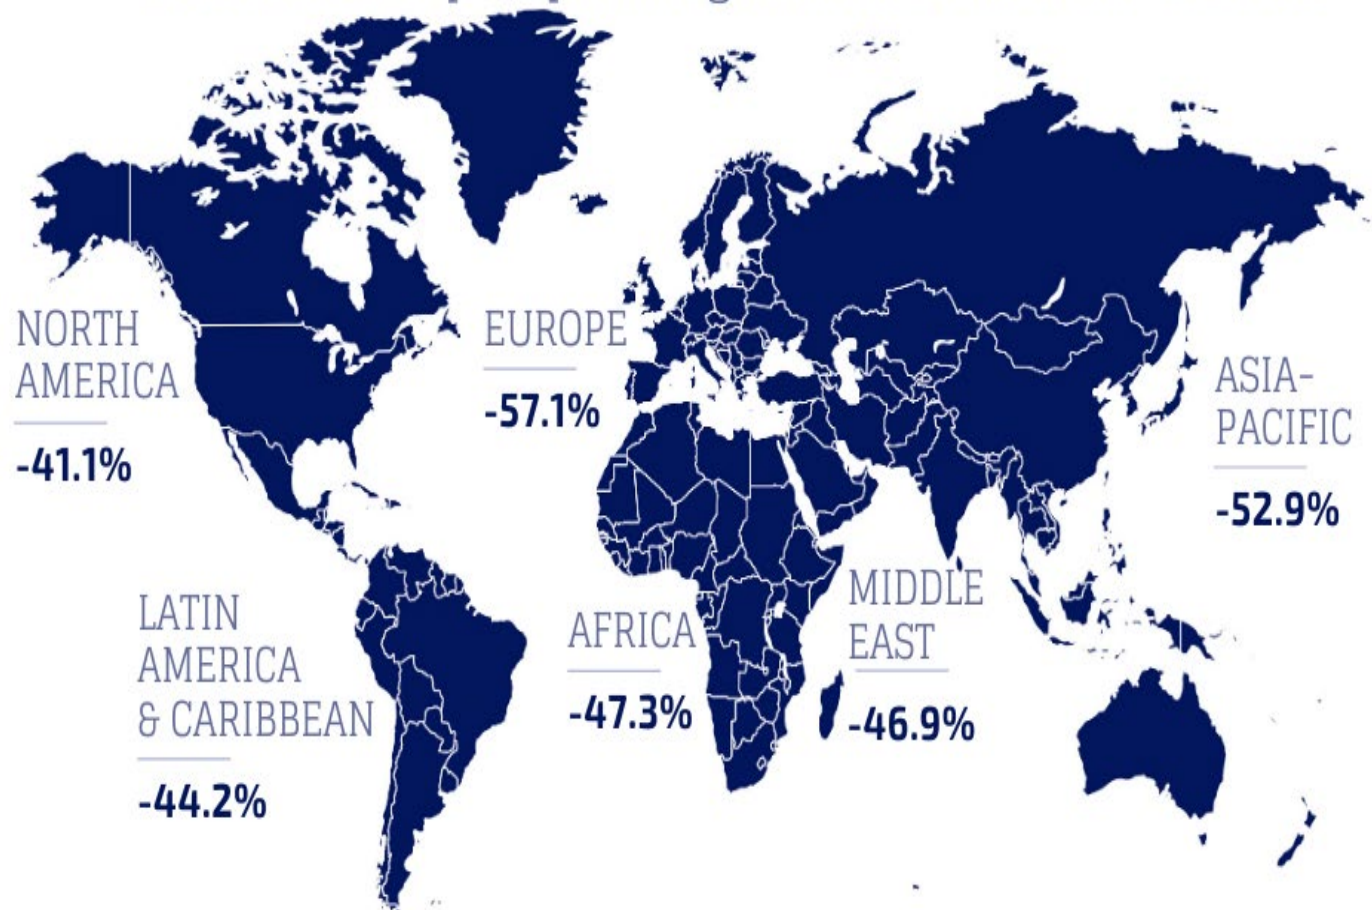 NORTH
AMERICA
-41.1%
EUROPE
-57.1%
ASIA-
PACIFIC
-52.9%
LATIN
AMERICA
& CARIBBEAN
-44.2%
AFRICA
-47.3%
MIDDLE
EAST
-46.9%